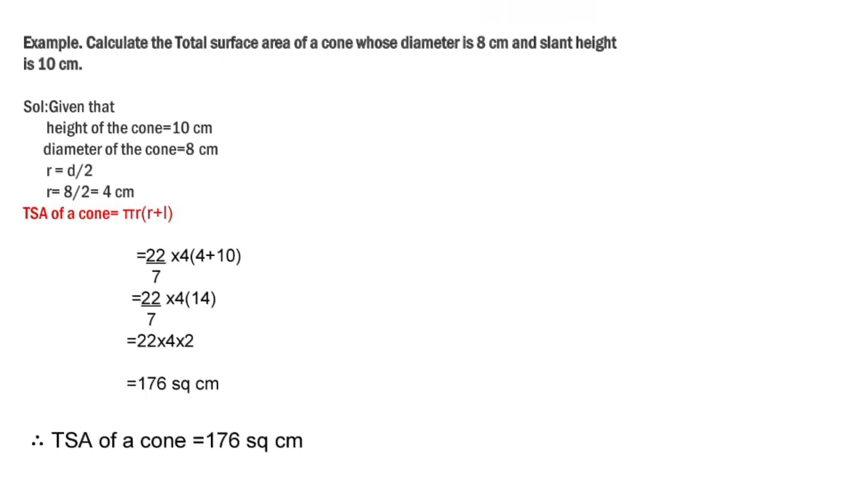 Example. Calculate the Total surface area of a cone whose diameter is 8 cm and slant height
is 10 cm.
Sol:Given that
height of the cone=10 cm
diameter of the cone=8 cm
r = d/2
r= 8/2= 4 cm
TSA of a cone= πr(r+l)
=22 x4(4+10)
7
=22 x4(14)
7
=22x4x2
=176 sq cm
∴ TSA of a cone =176 sq cm